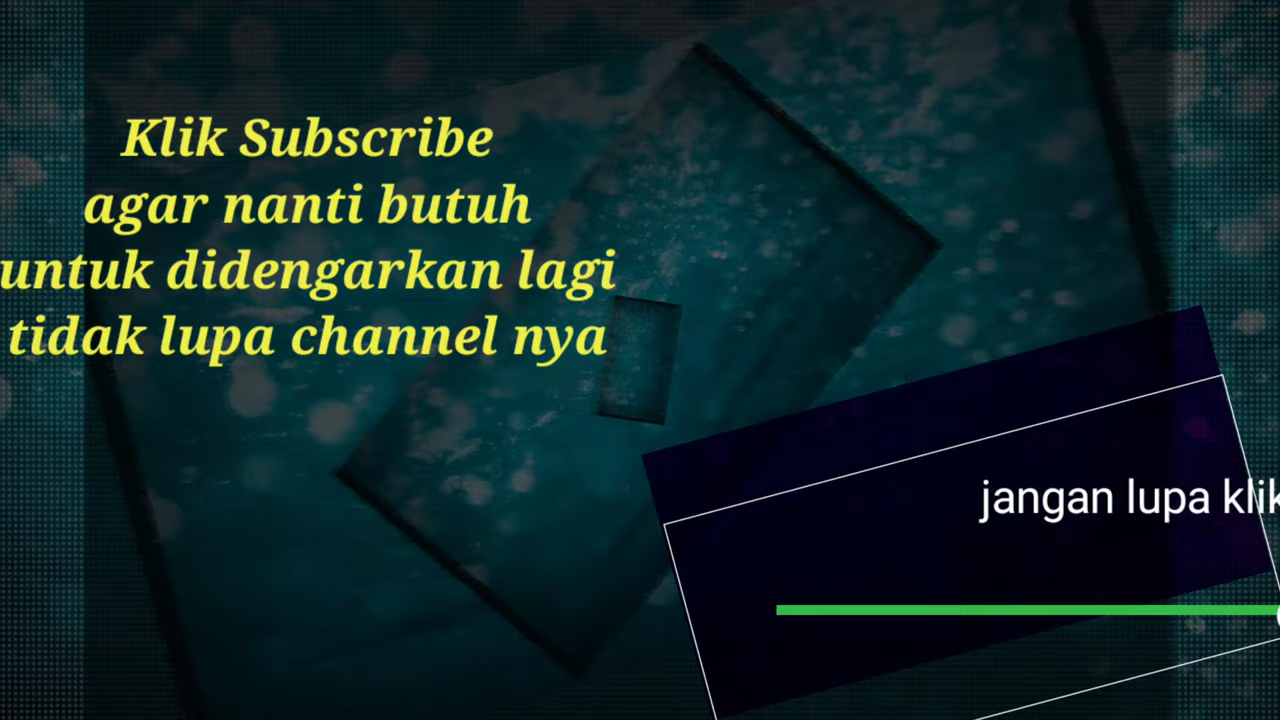 Klik Subscribe
agar nanti butuh
untuk didengarkan lagi
tidak lupa channel nya
jangan lupa klik